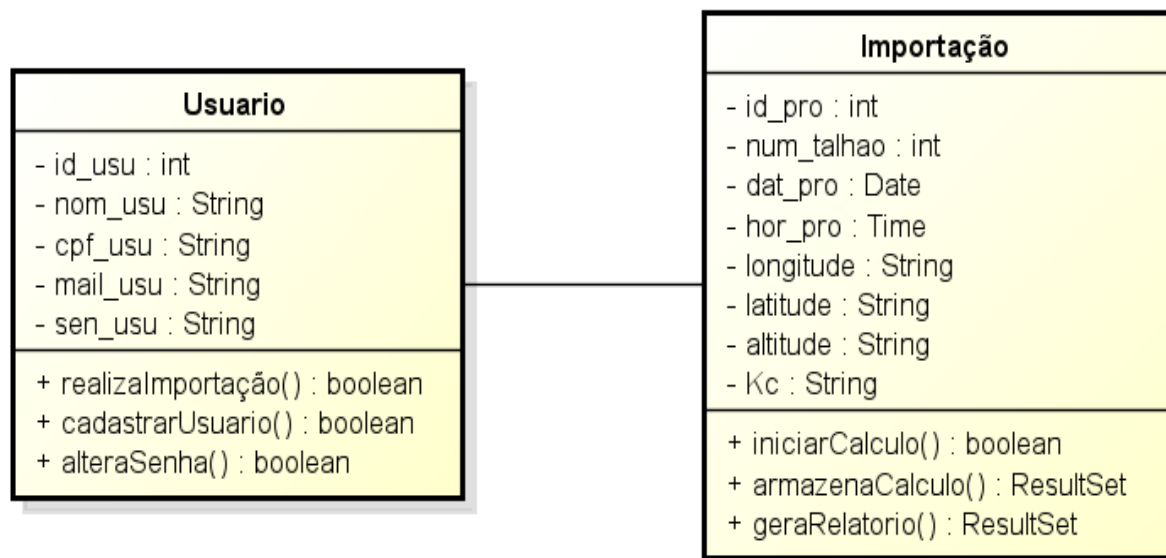 Usuario
- id_usu : int
- nom_usu : String
- cpf_usu : String
- mail_usu : String
- sen_usu : String
+ realizaImportação() : boolean
+ cadastrarUsuario() : boolean
+ alteraSenha() : boolean
Importação
- id_pro : int
- num_talhao : int
- dat_pro : Date
- hor_pro : Time
- longitude : String
- latitude : String
- altitude : String
- Kc : String
+ iniciarCalculo() : boolean
+ armazenaCalculo() : ResultSet
+ geraRelatorio() : ResultSet